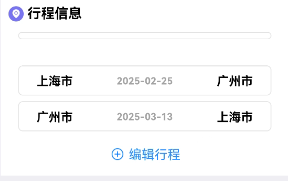 行程信息
上海市 2025-02-25 广州市
广州市 2025-03-13 上海市
编辑行程